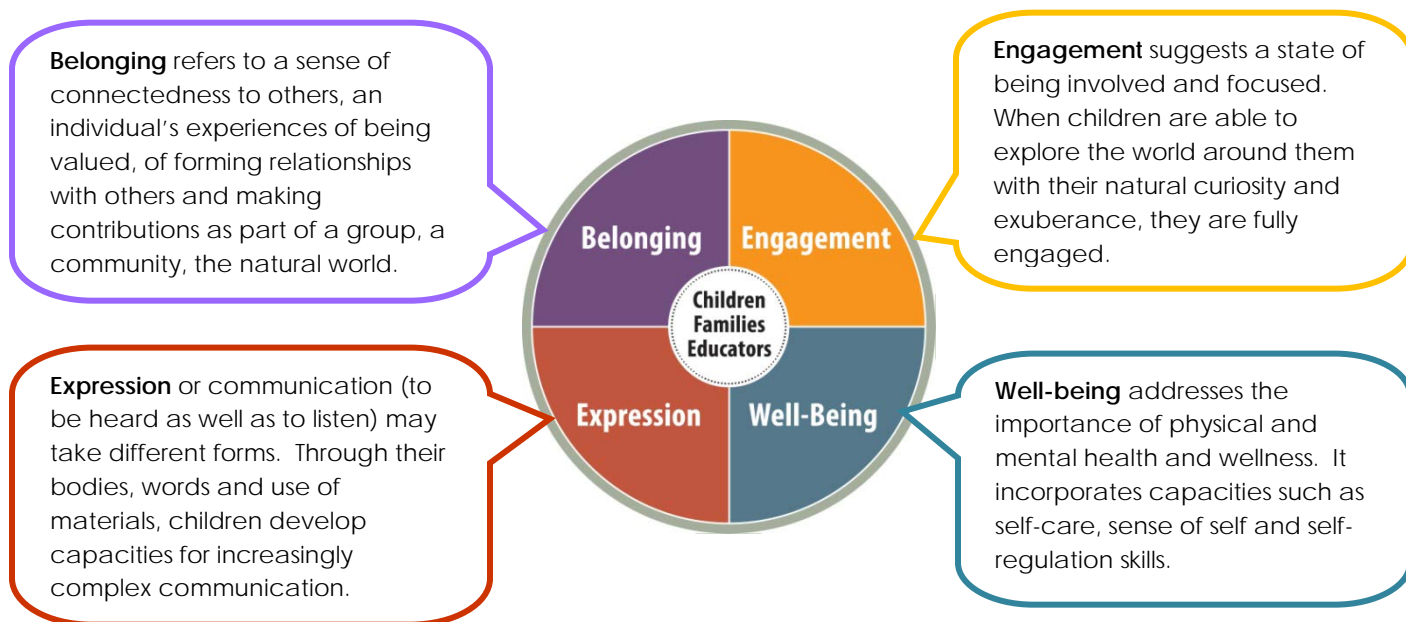 Belonging refers to a sense of
connectedness to others, an
individual's experiences of being
valued, of forming relationships
with others and making
contributions as part of a group, a
community, the natural world.
Engagement suggests a state of
being involved and focused.
When children are able to
explore the world around them
with their natural curiosity and
exuberance, they are fully
engaged.
Belonging
Engagement
Children
Families
Educators
Expression
Well-Being
Expression or communication (to
be heard as well as to listen) may
take different forms. Through their
bodies, words and use of
materials, children develop
capacities for increasingly
complex communication.
Well-being addresses the
importance of physical and
mental health and wellness. It
incorporates capacities such as
self-care, sense of self and self-
regulation skills.